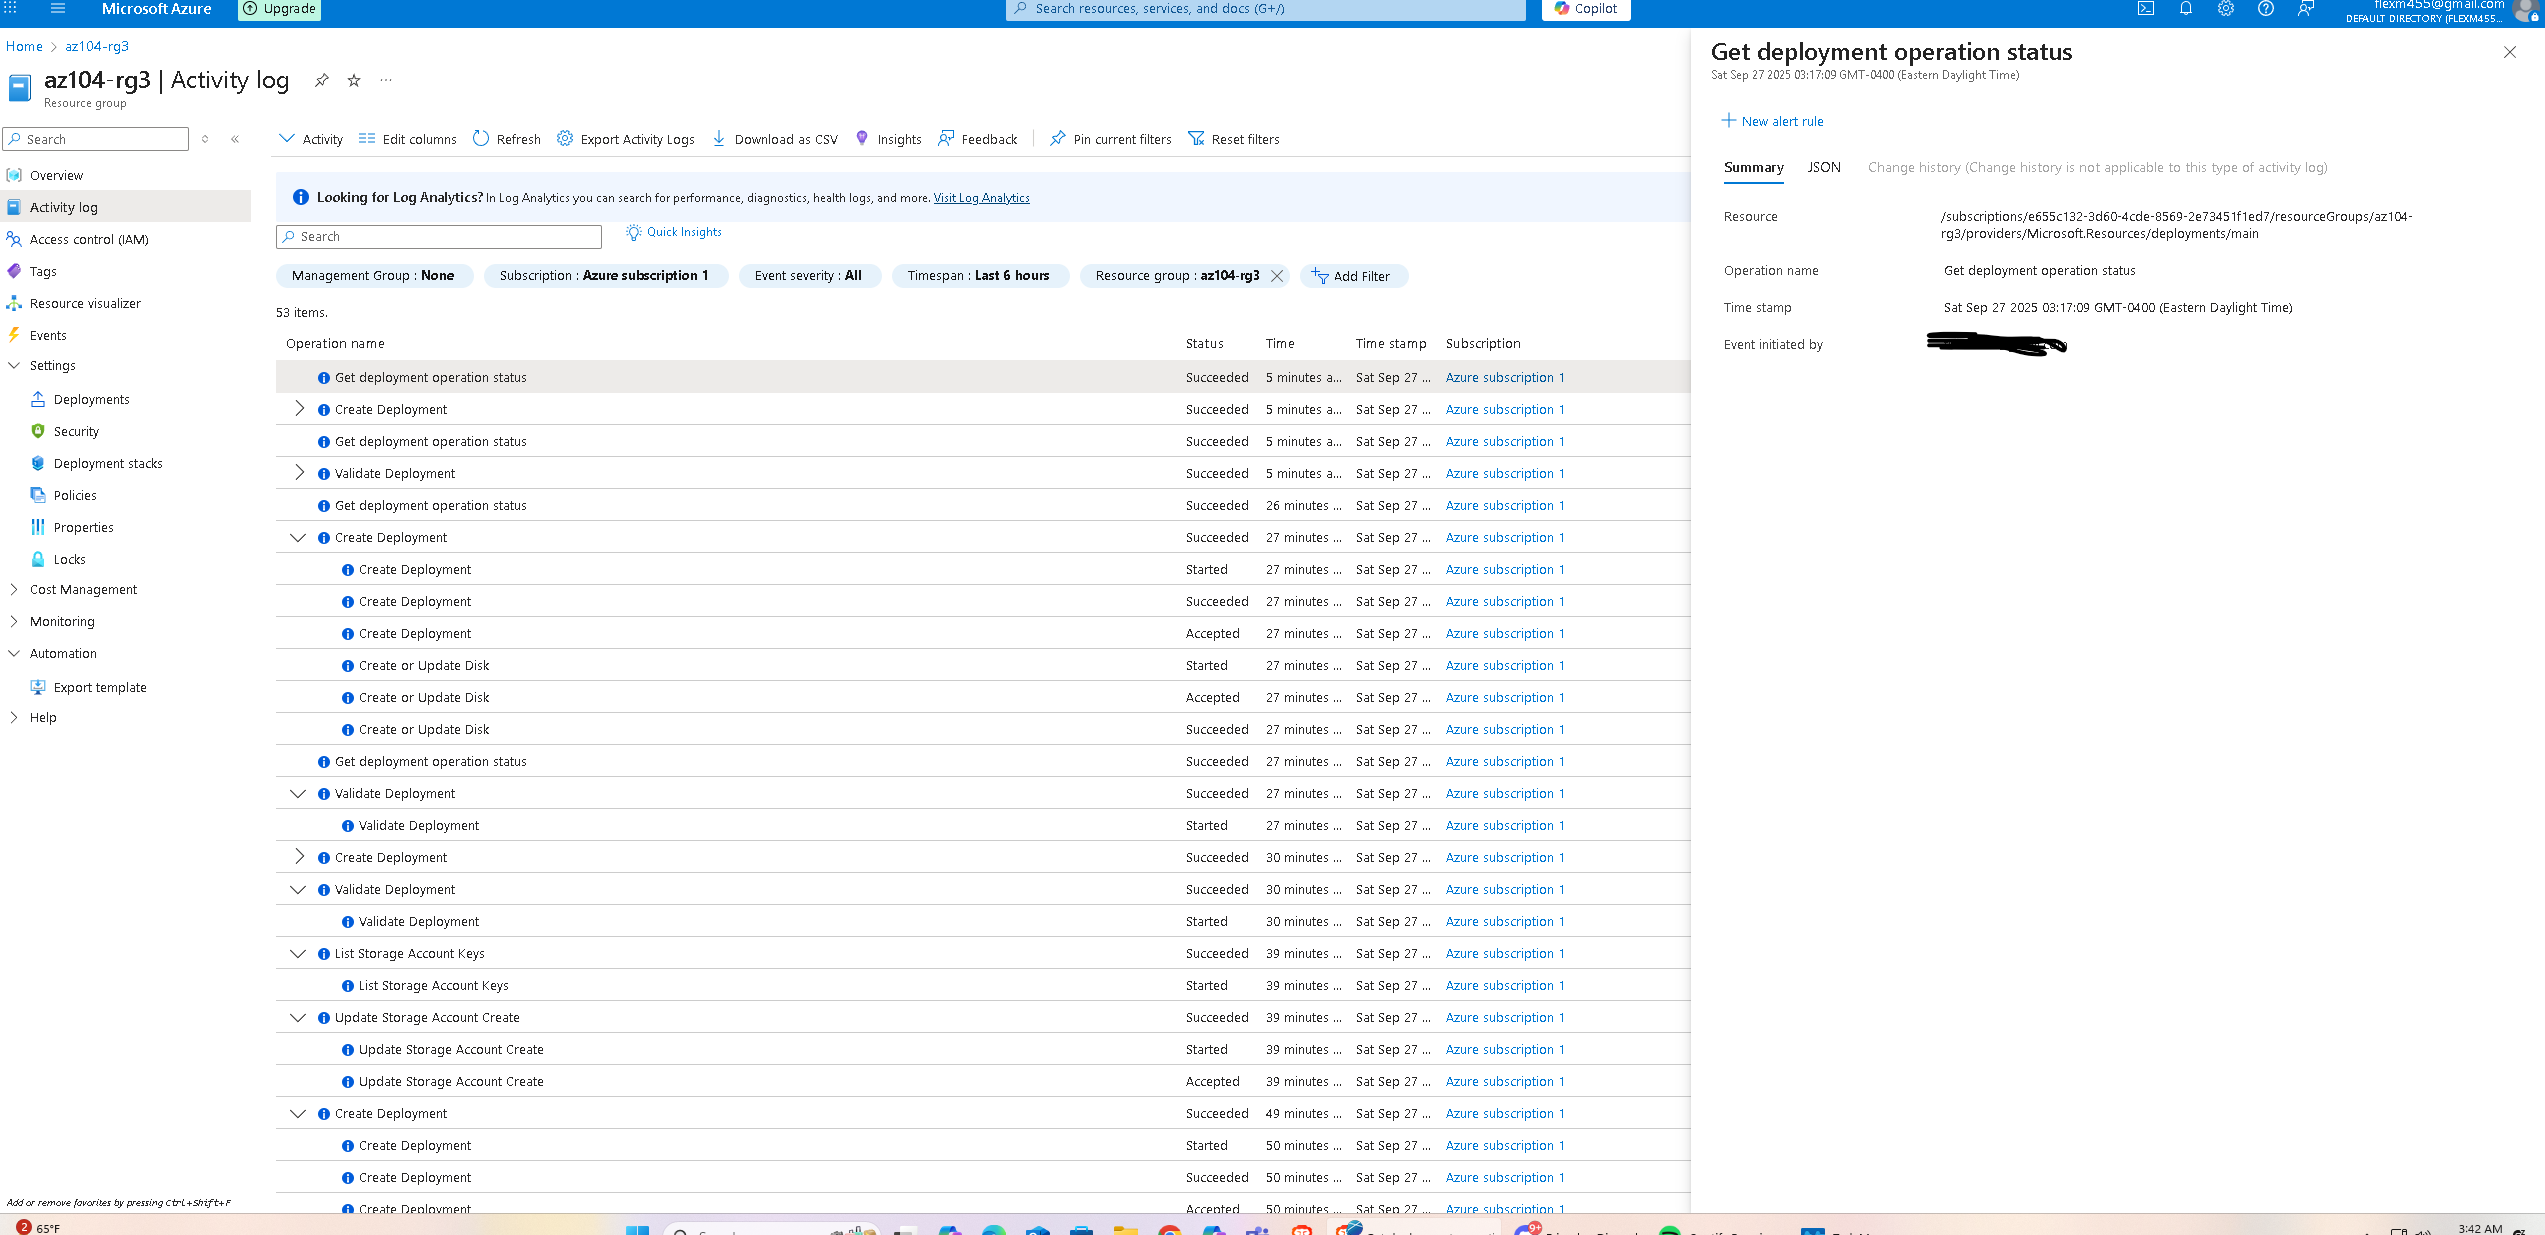 Microsoft Azure
Upgrade
Search resources, services, and docs (G+/)
Copilot
flexm455@gmail.com
DEFAULT DIRECTORY (FLEXM455...
Home > az104-rg3
az104-rg3 | Activity log
Resource group
Search
Overview
Activity log
Access control (IAM)
Tags
Resource visualizer
Events
Settings
Deployments
Security
Deployment stacks
Policies
Properties
Locks
Cost Management
Monitoring
Automation
Export template
Help
Add or remove favorites by pressing Ctrl+Shift+F
Activity Edit columns Refresh Export Activity Logs Download as CSV Insights Feedback Pin current filters Reset filters
Looking for Log Analytics? In Log Analytics you can search for performance, diagnostics, health logs, and more. Visit Log Analytics
Search Quick Insights
Management Group : None Subscription : Azure subscription 1 Event severity : All Timespan : Last 6 hours Resource group : az104-rg3 Add Filter
53 items.
Operation name Status Time Time stamp Subscription
Get deployment operation status Succeeded 5 minutes a... Sat Sep 27 ... Azure subscription 1
Create Deployment Succeeded 5 minutes a... Sat Sep 27 ... Azure subscription 1
Get deployment operation status Succeeded 5 minutes a... Sat Sep 27 ... Azure subscription 1
Validate Deployment Succeeded 5 minutes a... Sat Sep 27 ... Azure subscription 1
Get deployment operation status Succeeded 26 minutes ... Sat Sep 27 ... Azure subscription 1
Create Deployment Succeeded 27 minutes ... Sat Sep 27 ... Azure subscription 1
Create Deployment Started 27 minutes ... Sat Sep 27 ... Azure subscription 1
Create Deployment Succeeded 27 minutes ... Sat Sep 27 ... Azure subscription 1
Create Deployment Accepted 27 minutes ... Sat Sep 27 ... Azure subscription 1
Create or Update Disk Started 27 minutes ... Sat Sep 27 ... Azure subscription 1
Create or Update Disk Accepted 27 minutes ... Sat Sep 27 ... Azure subscription 1
Create or Update Disk Succeeded 27 minutes ... Sat Sep 27 ... Azure subscription 1
Get deployment operation status Succeeded 27 minutes ... Sat Sep 27 ... Azure subscription 1
Validate Deployment Succeeded 27 minutes ... Sat Sep 27 ... Azure subscription 1
Validate Deployment Started 27 minutes ... Sat Sep 27 ... Azure subscription 1
Create Deployment Succeeded 30 minutes ... Sat Sep 27 ... Azure subscription 1
Validate Deployment Succeeded 30 minutes ... Sat Sep 27 ... Azure subscription 1
Validate Deployment Started 30 minutes ... Sat Sep 27 ... Azure subscription 1
List Storage Account Keys Succeeded 39 minutes ... Sat Sep 27 ... Azure subscription 1
List Storage Account Keys Started 39 minutes ... Sat Sep 27 ... Azure subscription 1
Update Storage Account Create Succeeded 39 minutes ... Sat Sep 27 ... Azure subscription 1
Update Storage Account Create Started 39 minutes ... Sat Sep 27 ... Azure subscription 1
Update Storage Account Create Accepted 39 minutes ... Sat Sep 27 ... Azure subscription 1
Create Deployment Succeeded 49 minutes ... Sat Sep 27 ... Azure subscription 1
Create Deployment Started 50 minutes ... Sat Sep 27 ... Azure subscription 1
Create Deployment Succeeded 50 minutes ... Sat Sep 27 ... Azure subscription 1
Create Deployment Accepted 50 minutes ... Sat Sep 27 ... Azure subscription 1
Get deployment operation status
Sat Sep 27 2025 03:17:09 GMT-0400 (Eastern Daylight Time)
New alert rule
Summary JSON Change history (Change history is not applicable to this type of activity log)
Resource /subscriptions/e655c132-3d60-4cde-8569-2e73451f1ed7/resourceGroups/az104-
rg3/providers/Microsoft.Resources/deployments/main
Operation name Get deployment operation status
Time stamp Sat Sep 27 2025 03:17:09 GMT-0400 (Eastern Daylight Time)
Event initiated by
2 65°F
9+
3:42 AM